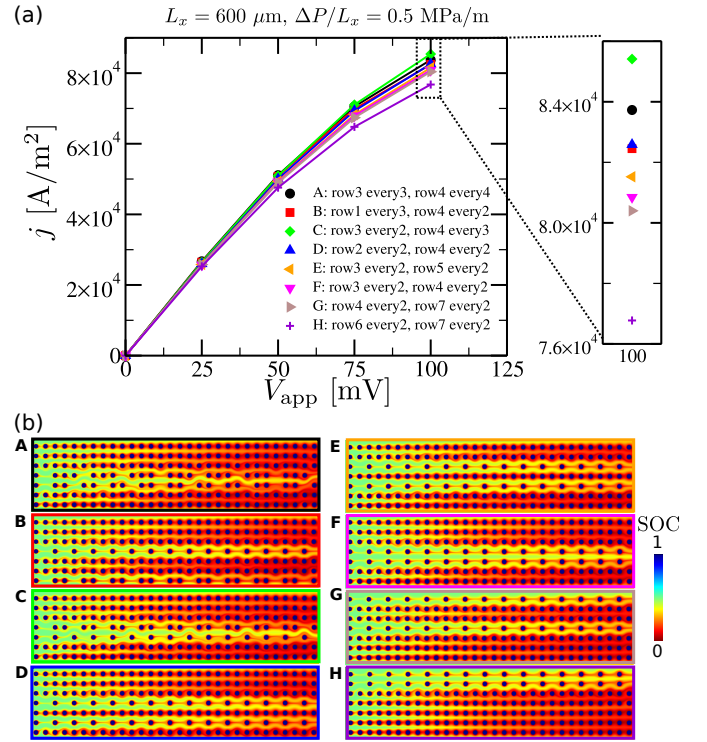 (a)
L_x = 600 μm, ΔP/L_x = 0.5 MPa/m
j [A/m²]
8×10⁴
6×10⁴
4×10⁴
2×10⁴
0
A: row3 every3, row4 every4
B: row1 every3, row4 every2
C: row3 every2, row4 every3
D: row2 every2, row4 every2
E: row3 every2, row5 every2
F: row3 every2, row4 every2
G: row4 every2, row7 every2
H: row6 every2, row7 every2
0 25 50 75 100 125
V_app [mV]
8.4×10⁴
8.0×10⁴
7.6×10⁴
100
(b)
A
B
C
D
E
F
G
H
SOC
1
0